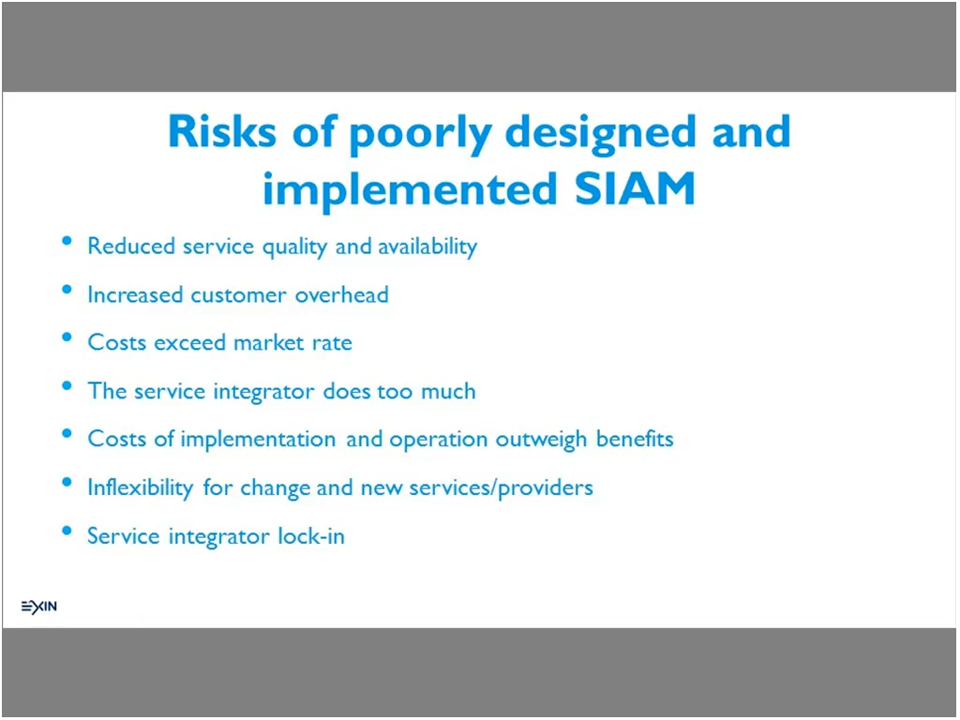 Risks of poorly designed and
implemented SIAM
• Reduced service quality and availability
• Increased customer overhead
• Costs exceed market rate
• The service integrator does too much
• Costs of implementation and operation outweigh benefits
• Inflexibility for change and new services/providers
• Service integrator lock-in
EXIN